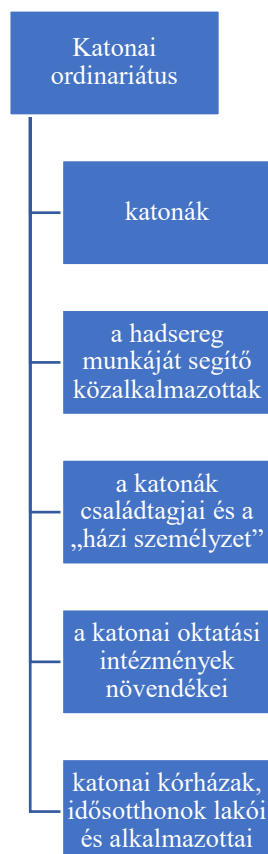 Katonai
ordinariátus
katonák
a hadsereg
munkáját segítő
közalkalmazottak
a katonák
családtagjai és a
„házi személyzet”
a katonai oktatási
intézmények
növendékei
katonai kórházak,
idősotthonok lakói
és alkalmazottai